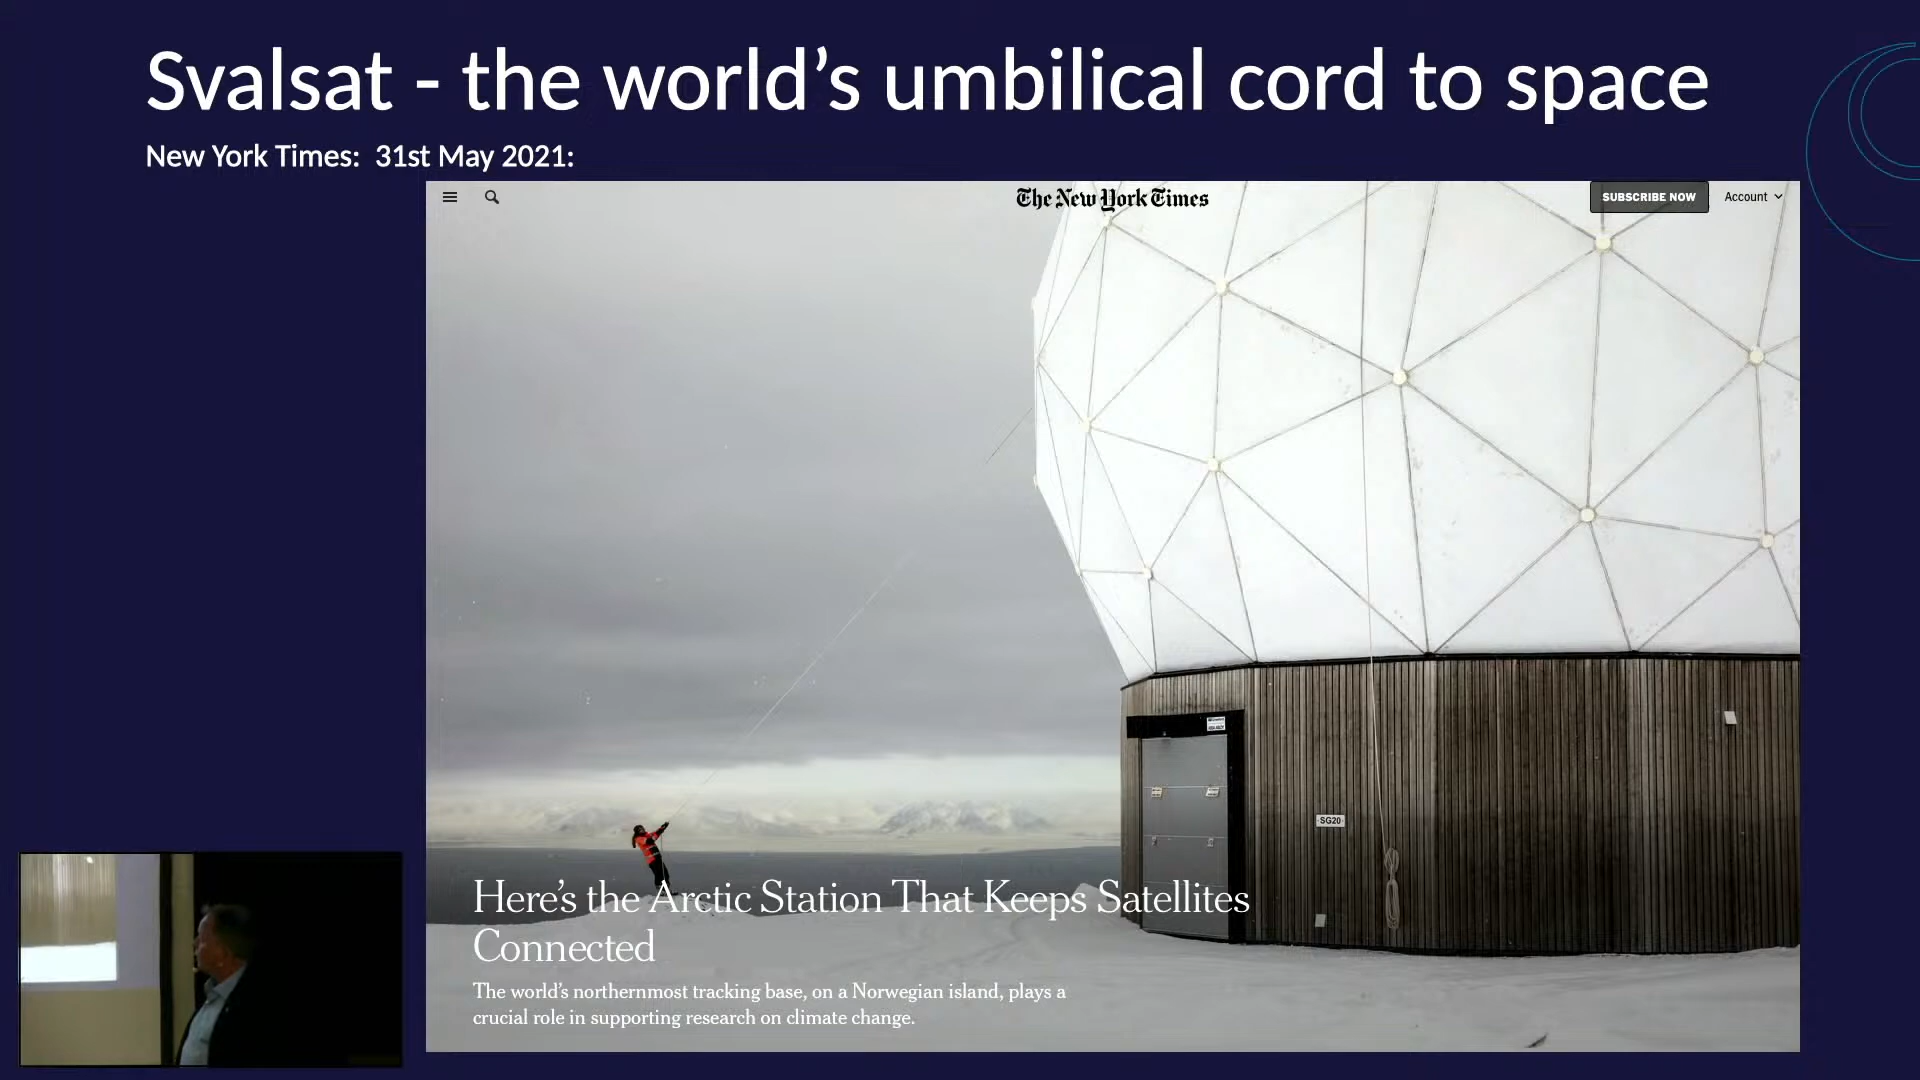 Svalsat - the world’s umbilical cord to space
New York Times: 31st May 2021:
The New York Times
SUBSCRIBE NOW
Account
SG20
Here’s the Arctic Station That Keeps Satellites
Connected
The world’s northernmost tracking base, on a Norwegian island, plays a
crucial role in supporting research on climate change.